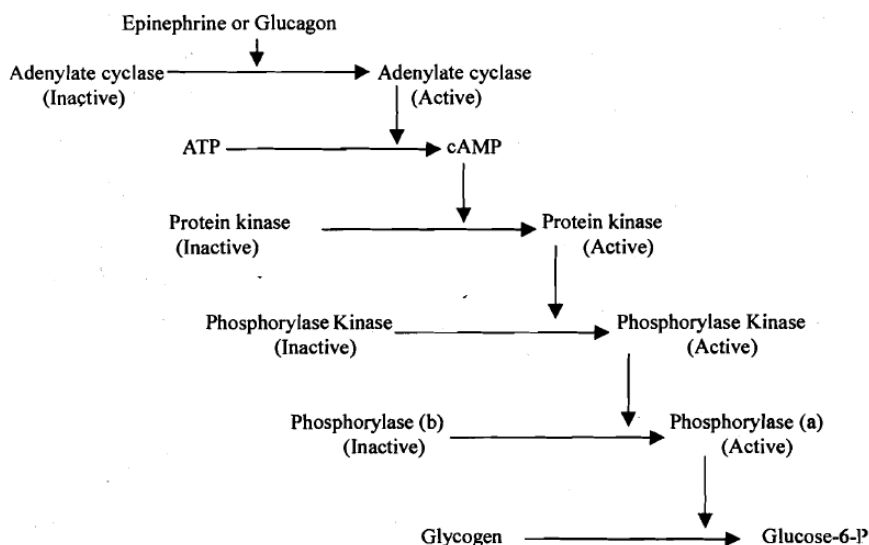 Epinephrine or Glucagon
Adenylate cyclase
(Inactive)
Adenylate cyclase
(Active)
ATP
cAMP
Protein kinase
(Inactive)
Protein kinase
(Active)
Phosphorylase Kinase
(Inactive)
Phosphorylase Kinase
(Active)
Phosphorylase (b)
(Inactive)
Phosphorylase (a)
(Active)
Glycogen
Glucose-6-P